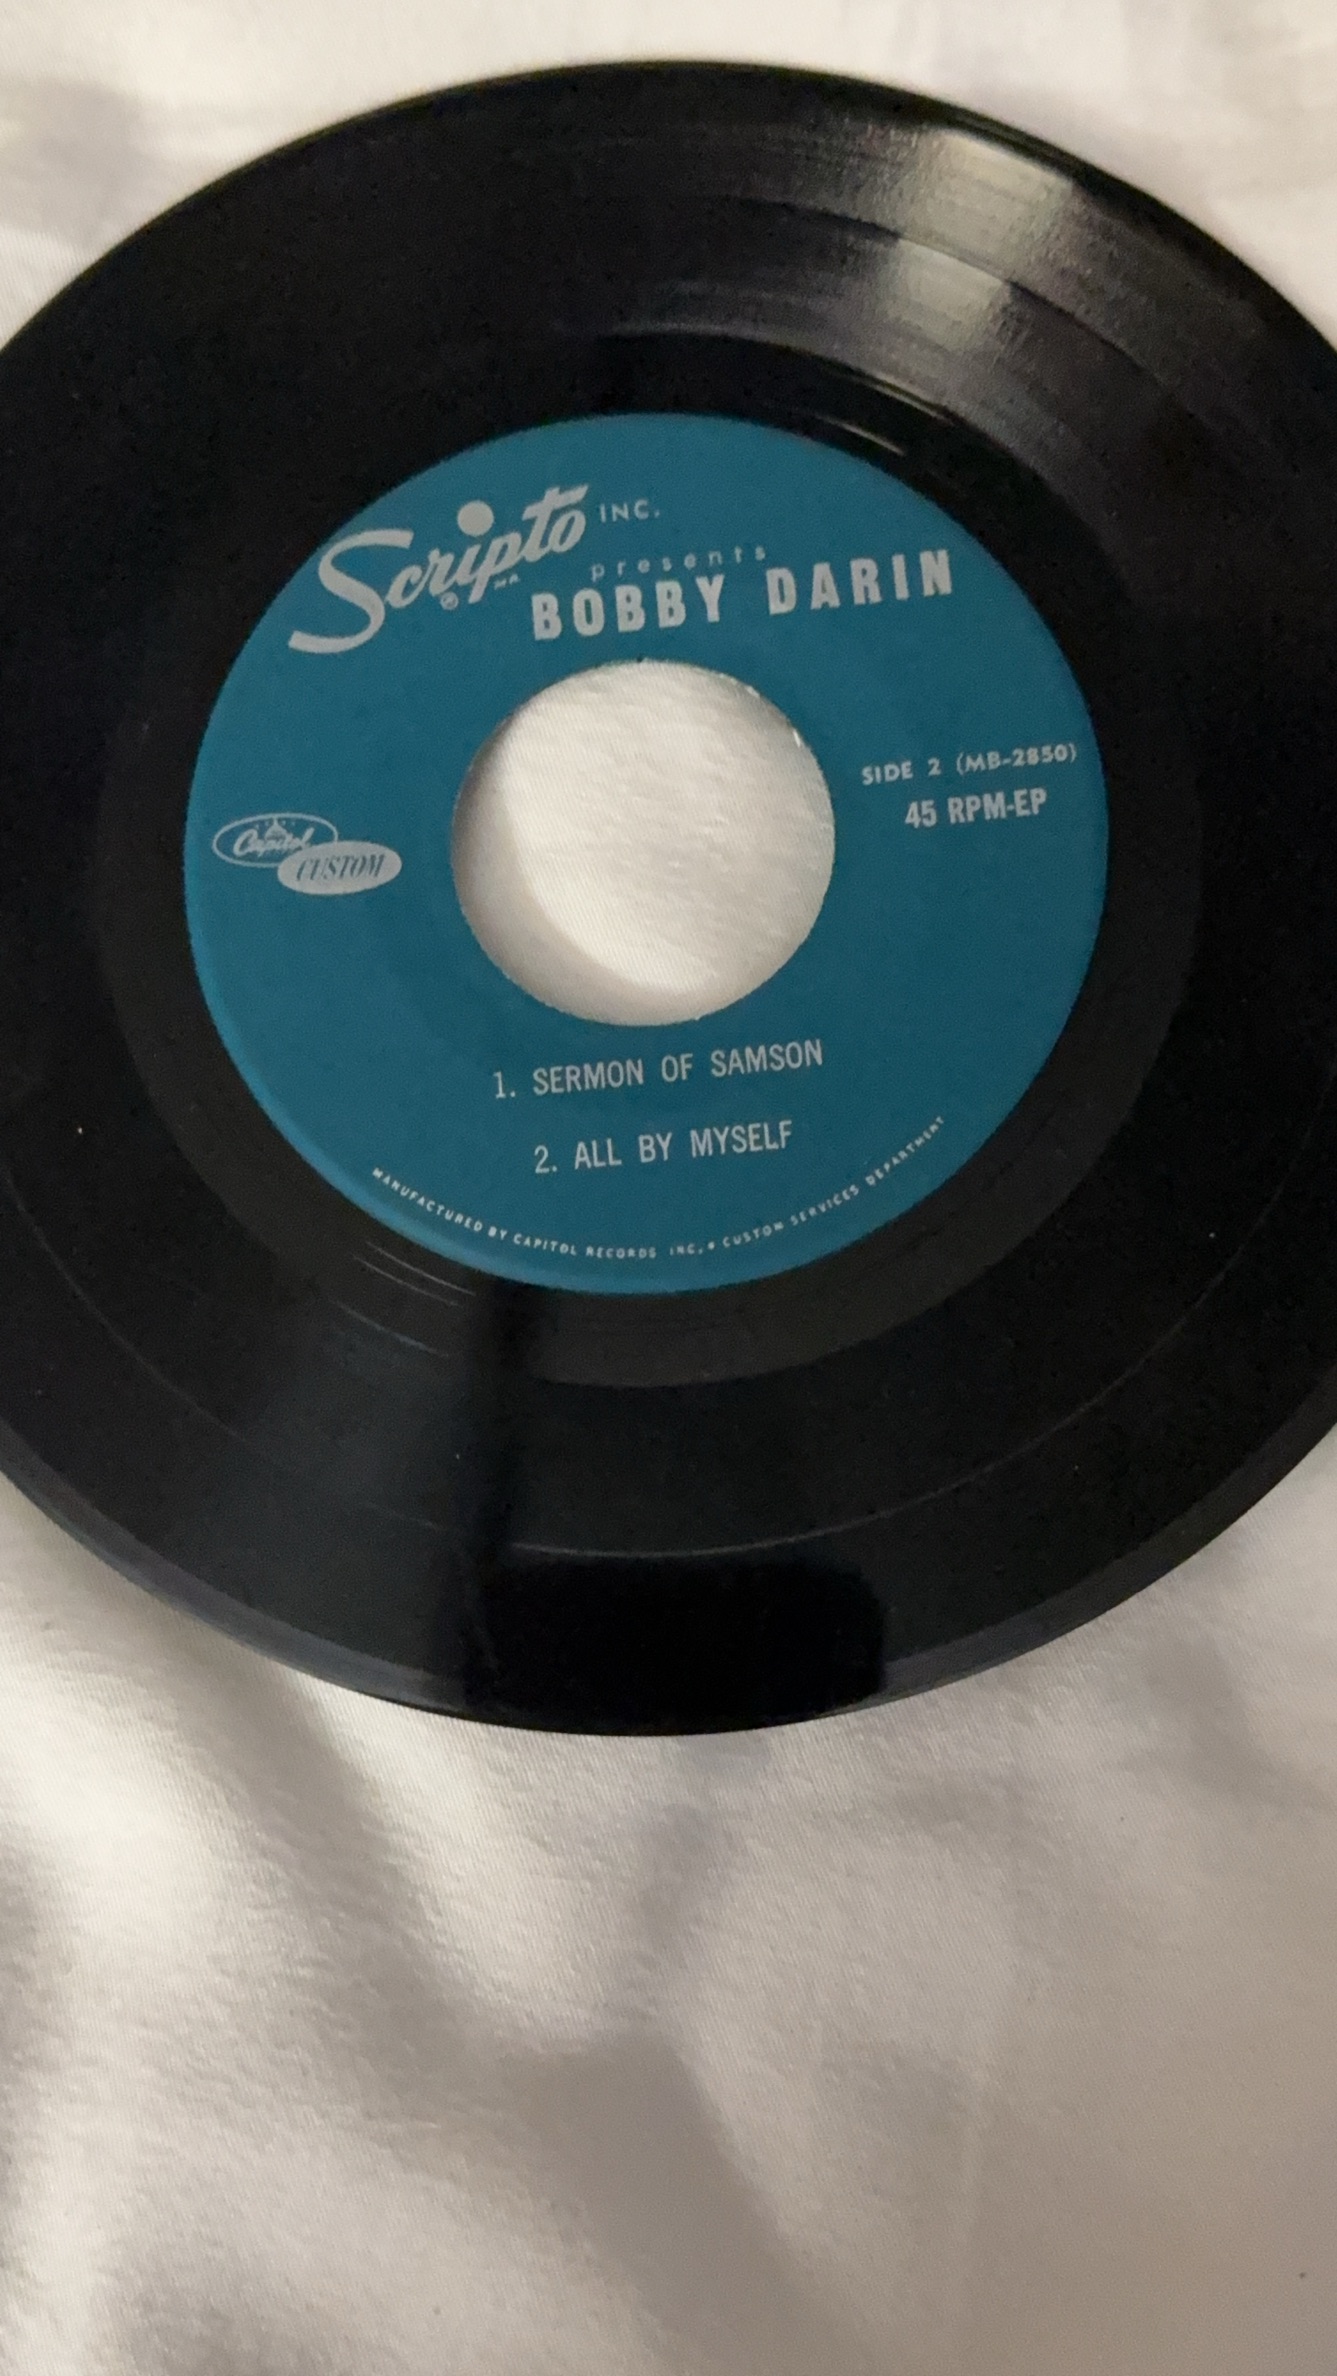 Scripto INC.
presents
BOBBY DARIN
SIDE 2 (MB-2850)
45 RPM-EP
Capitol
CUSTOM
1. SERMON OF SAMSON
2. ALL BY MYSELF
MANUFACTURED BY CAPITOL RECORDS INC. • CUSTOM SERVICES DEPARTMENT